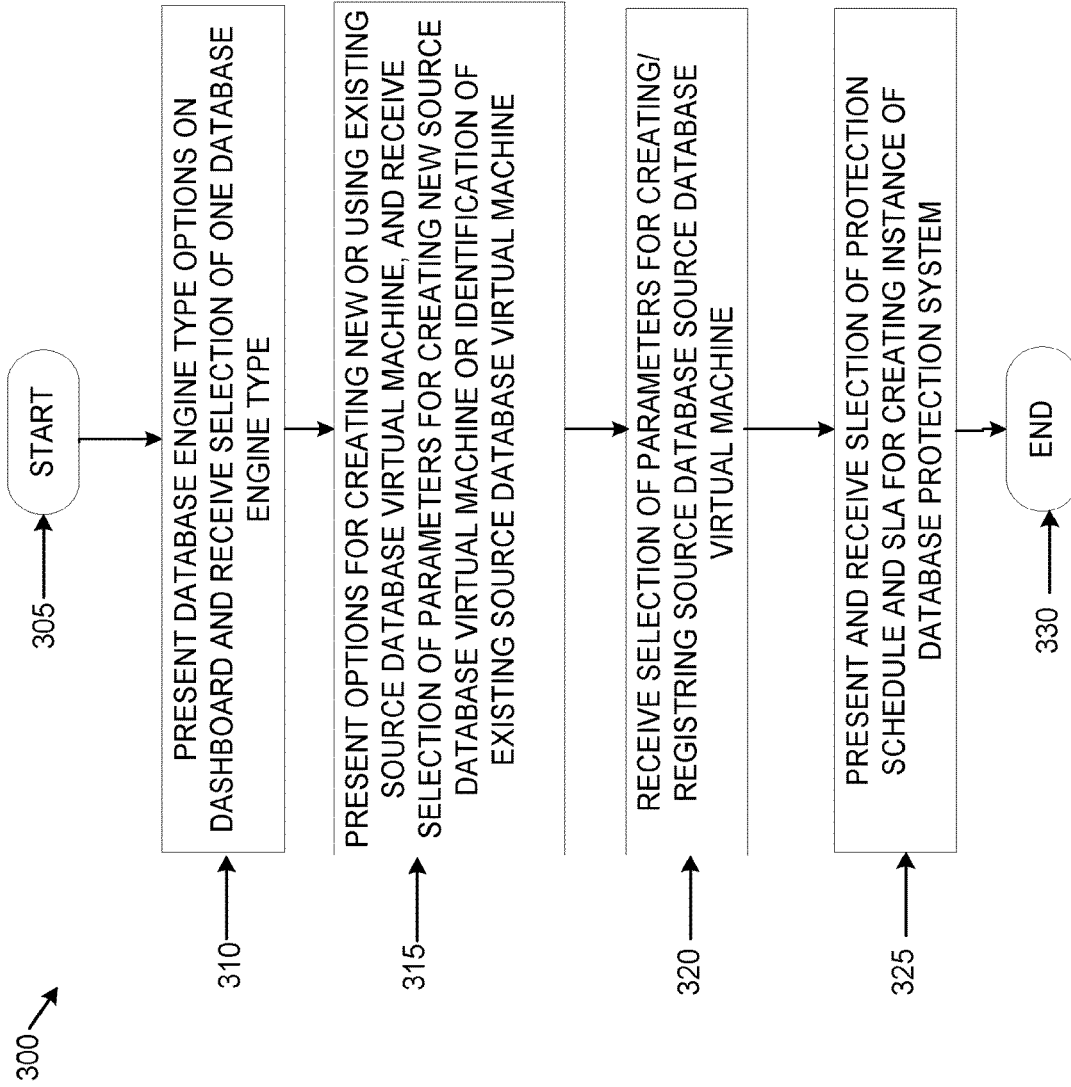 300
START
305
PRESENT DATABASE ENGINE TYPE OPTIONS ON
DASHBOARD AND RECEIVE SELECTION OF ONE DATABASE
ENGINE TYPE
310
PRESENT OPTIONS FOR CREATING NEW OR USING EXISTING
SOURCE DATABASE VIRTUAL MACHINE, AND RECEIVE
SELECTION OF PARAMETERS FOR CREATING NEW SOURCE
DATABASE VIRTUAL MACHINE OR IDENTIFICATION OF
EXISTING SOURCE DATABASE VIRTUAL MACHINE
315
RECEIVE SELECTION OF PARAMETERS FOR CREATING/
REGISTRING SOURCE DATABASE SOURCE DATABASE
VIRTUAL MACHINE
320
PRESENT AND RECEIVE SELECTION OF PROTECTION
SCHEDULE AND SLA FOR CREATING INSTANCE OF
DATABASE PROTECTION SYSTEM
325
END
330